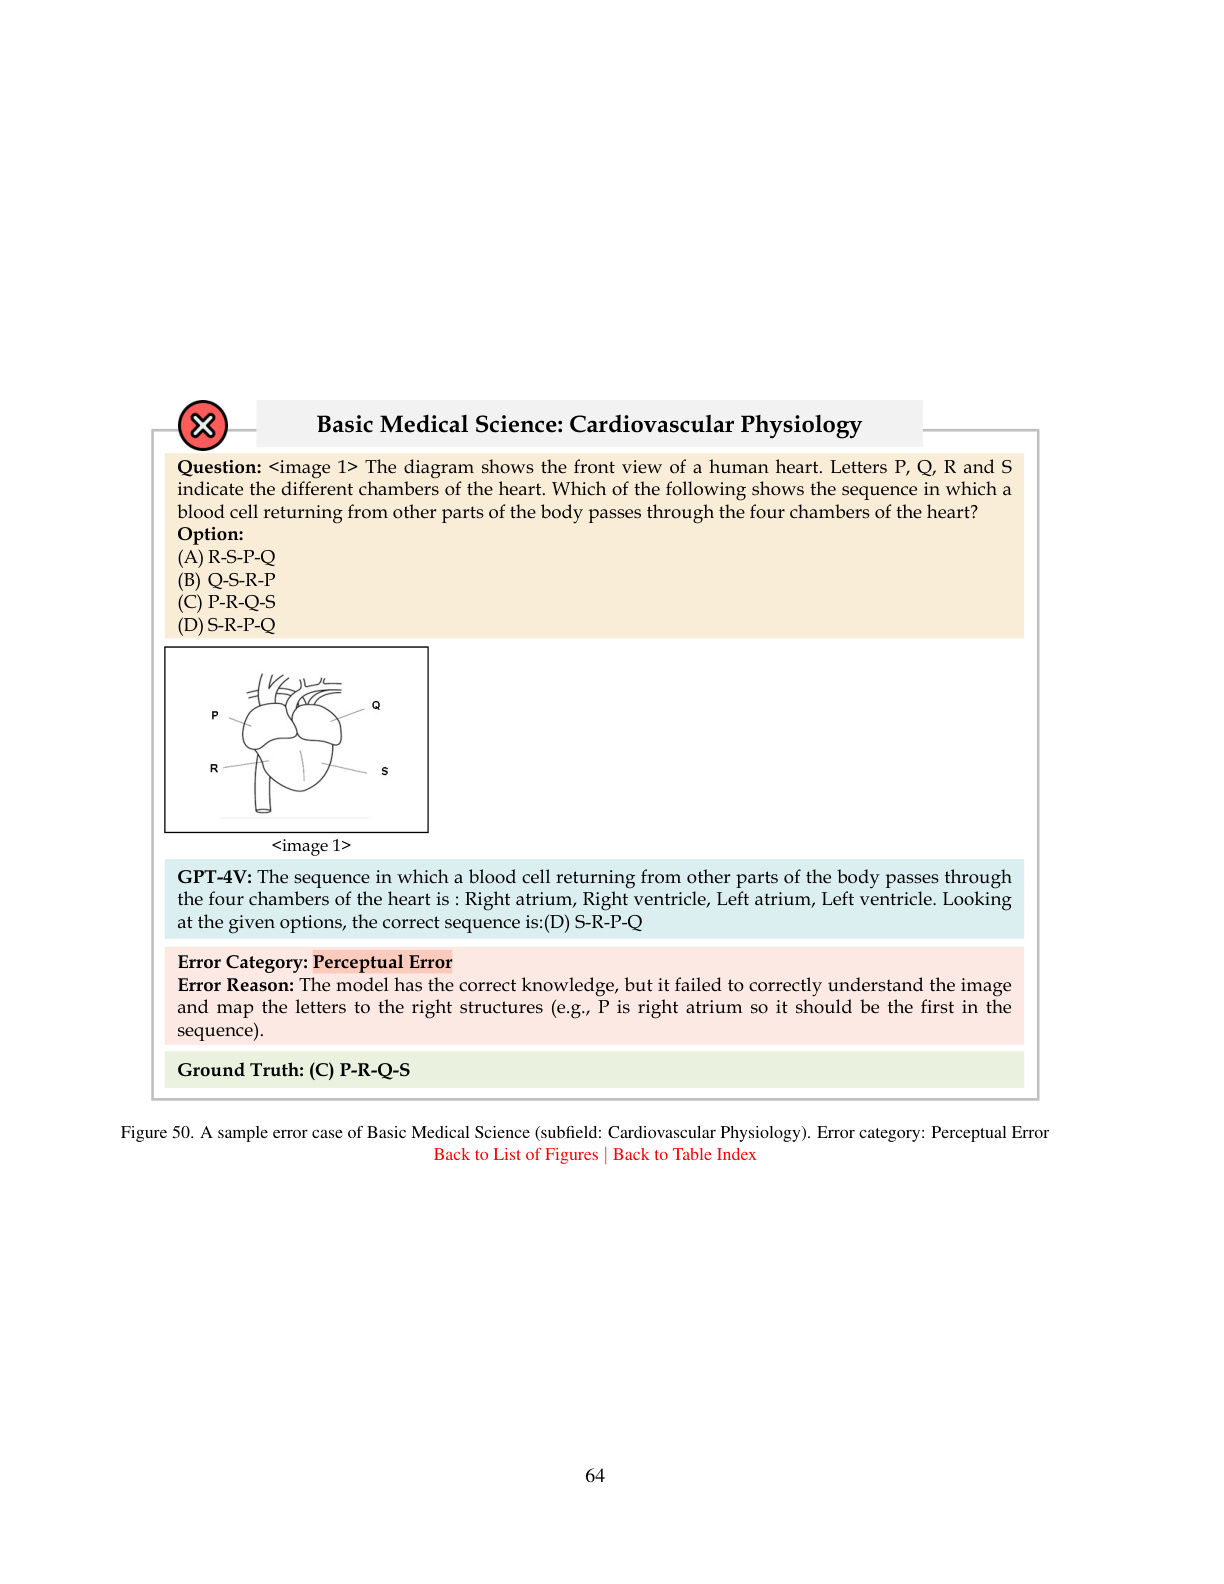 Basic Medical Science: Cardiovascular Physiology
Question: <image 1> The diagram shows the front view of a human heart. Letters P, Q, R and S
indicate the different chambers of the heart. Which of the following shows the sequence in which a
blood cell returning from other parts of the body passes through the four chambers of the heart?
Option:
(A) R-S-P-Q
(B) Q-S-R-P
(C) P-R-Q-S
(D) S-R-P-Q
P
Q
R
S
<image 1>
GPT-4V: The sequence in which a blood cell returning from other parts of the body passes through
the four chambers of the heart is : Right atrium, Right ventricle, Left atrium, Left ventricle. Looking
at the given options, the correct sequence is:(D) S-R-P-Q
Error Category: Perceptual Error
Error Reason: The model has the correct knowledge, but it failed to correctly understand the image
and map the letters to the right structures (e.g., P is right atrium so it should be the first in the
sequence).
Ground Truth: (C) P-R-Q-S
Figure 50. A sample error case of Basic Medical Science (subfield: Cardiovascular Physiology). Error category: Perceptual Error
Back to List of Figures | Back to Table Index
64